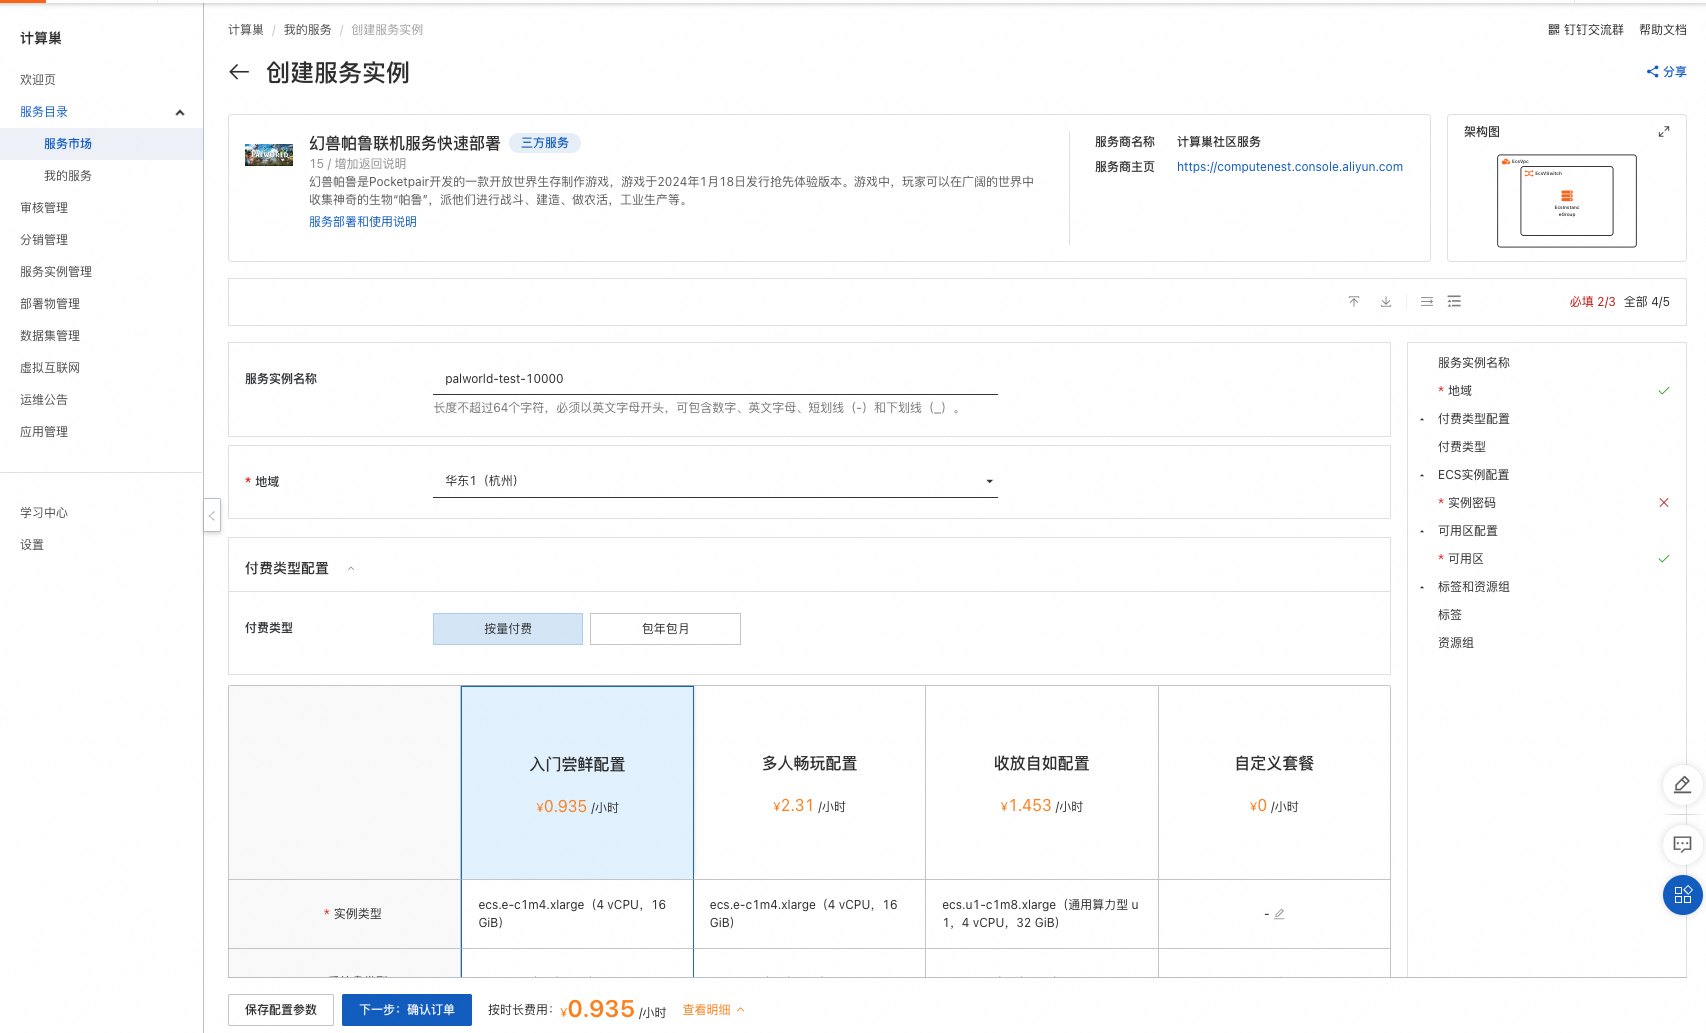 计算巢
欢迎页
服务目录
服务市场
我的服务
审核管理
分销管理
服务实例管理
部署物管理
数据集管理
虚拟互联网
运维公告
应用管理
学习中心
设置
计算巢 / 我的服务 / 创建服务实例
钉钉交流群 帮助文档
创建服务实例
分享
幻兽帕鲁联机服务快速部署 三方服务
PALWORLD
15 / 增加返回说明
幻兽帕鲁是Pocketpair开发的一款开放世界生存制作游戏，游戏于2024年1月18日发行抢先体验版本。游戏中，玩家可以在广阔的世界中
收集神奇的生物“帕鲁”，派他们进行战斗、建造、做农活，工业生产等。
服务部署和使用说明
服务商名称 计算巢社区服务
服务商主页 https://computenest.console.aliyun.com
架构图
EcsVpc
EcsVSwitch
EcsInstanc
eGroup
必填 2/3 全部 4/5
服务实例名称
palworld-test-10000
长度不超过64个字符，必须以英文字母开头，可包含数字、英文字母、短划线（-）和下划线（_）。
* 地域
华东1（杭州）
付费类型配置
付费类型
按量付费
包年包月
入门尝鲜配置
¥0.935 /小时
多人畅玩配置
¥2.31 /小时
收放自如配置
¥1.453 /小时
自定义套餐
¥0 /小时
* 实例类型
ecs.e-c1m4.xlarge（4 vCPU，16
GiB）
ecs.e-c1m4.xlarge（4 vCPU，16
GiB）
ecs.u1-c1m8.xlarge（通用算力型 u
1，4 vCPU，32 GiB）
-
服务实例名称
* 地域
付费类型配置
付费类型
ECS实例配置
* 实例密码
可用区配置
* 可用区
标签和资源组
标签
资源组
保存配置参数
下一步：确认订单
按时长费用：¥0.935 /小时
查看明细